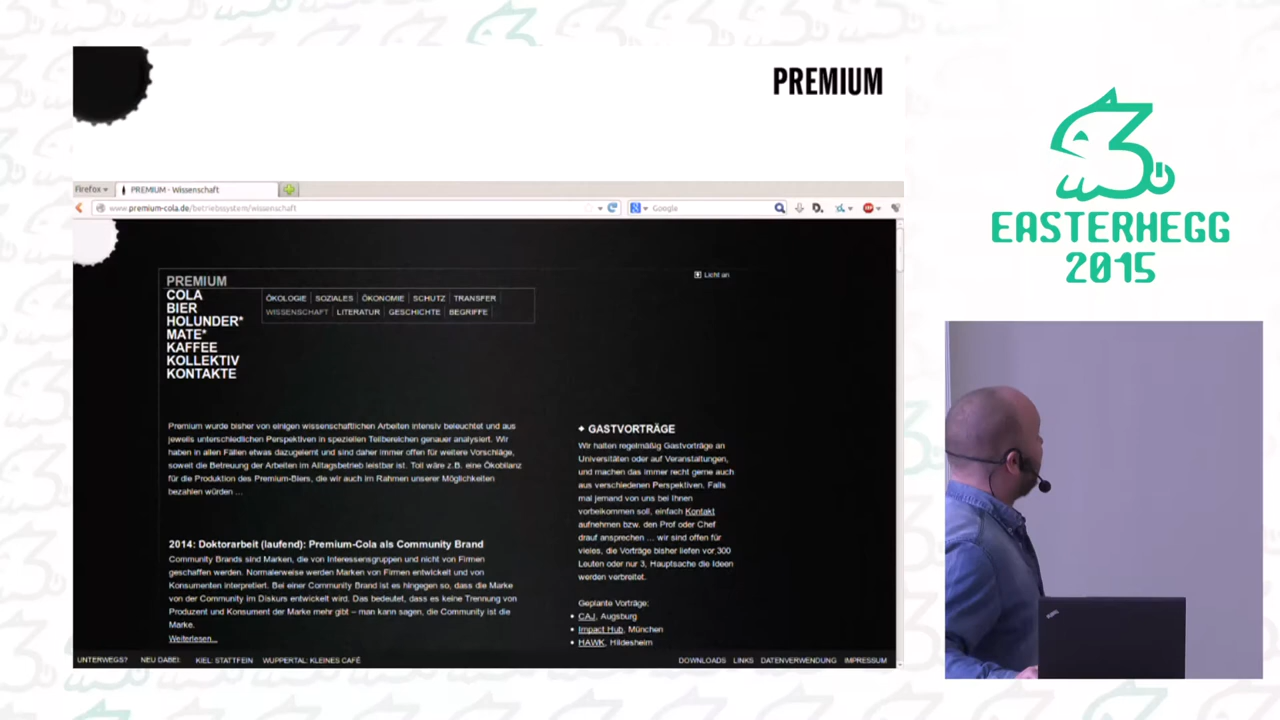 PREMIUM
Firefox
PREMIUM - Wissenschaft
www.premium-cola.de/betriebssystem/wissenschaft
Google
Licht an
PREMIUM
COLA
BIER
HOLUNDER*
MATE*
KAFFEE
KOLLEKTIV
KONTAKTE
ÖKOLOGIE SOZIALES ÖKONOMIE SCHUTZ TRANSFER
WISSENSCHAFT LITERATUR GESCHICHTE BEGRIFFE
Premium wurde bisher von einigen wissenschaftlichen Arbeiten intensiv beleuchtet und aus
jeweils unterschiedlichen Perspektiven in speziellen Teilbereichen genauer analysiert. Wir
haben in allen Fällen etwas dazugelernt und sind daher immer offen für weitere Vorschläge,
soweit die Betreuung der Arbeiten im Alltagsbetrieb leistbar ist. Toll wäre z.B. eine Ökobilanz
für die Produktion des Premium-Biers, die wir auch im Rahmen unserer Möglichkeiten
bezahlen würden ...
2014: Doktorarbeit (laufend): Premium-Cola als Community Brand
Community Brands sind Marken, die von Interessensgruppen und nicht von Firmen
geschaffen werden. Normalerweise werden Marken von Firmen entwickelt und von
Konsumenten interpretiert. Bei einer Community Brand ist es hingegen so, dass die Marke
von der Community im Diskurs entwickelt wird. Das bedeutet, dass es keine Trennung von
Produzent und Konsument der Marke mehr gibt – man kann sagen, die Community ist die
Marke.
Weiterlesen...
+ GASTVORTRÄGE
Wir halten regelmäßig Gastvorträge an
Universitäten oder auf Veranstaltungen,
und machen das immer recht gerne auch
aus verschiedenen Perspektiven. Falls
mal jemand von uns bei Ihnen
vorbeikommen soll, einfach Kontakt
aufnehmen bzw. den Prof oder Chef
drauf ansprechen ... wir sind offen für
vieles, die Vorträge bisher liefen vor 300
Leuten oder nur 3, Hauptsache die Ideen
werden verbreitet.
Geplante Vorträge:
• CAJ, Augsburg
• Impact Hub, München
• HAWK, Hildesheim
UNTERWEGS? NEU DABEI: KIEL: STATTFEIN WUPPERTAL: KLEINES CAFÉ
DOWNLOADS LINKS DATENVERWENDUNG IMPRESSUM
EASTERHEGG
2015